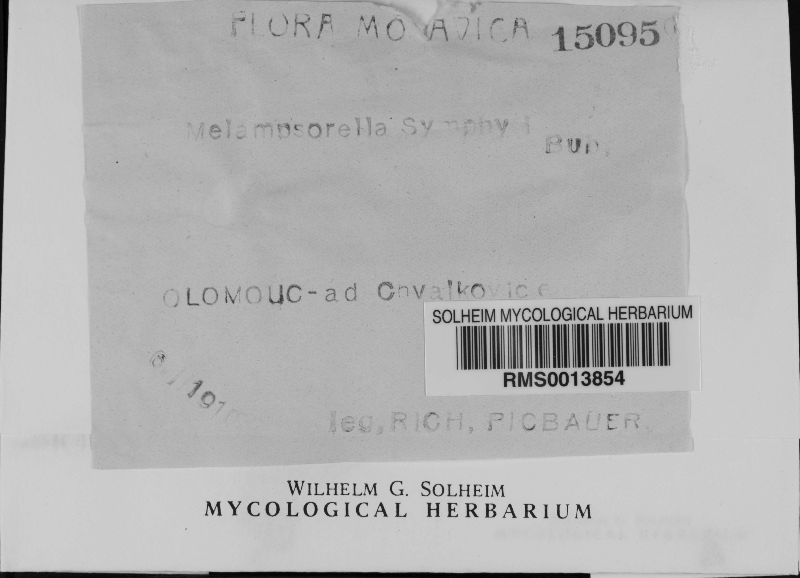 FLORA MORAVICA 15095
Melampsorella Symphyti
Bub.
OLOMOUC-ad Chvalkovice
SOLHEIM MYCOLOGICAL HERBARIUM
RMS0013854
leg, RICH, PICBAUER.
WILHELM G. SOLHEIM
MYCOLOGICAL HERBARIUM